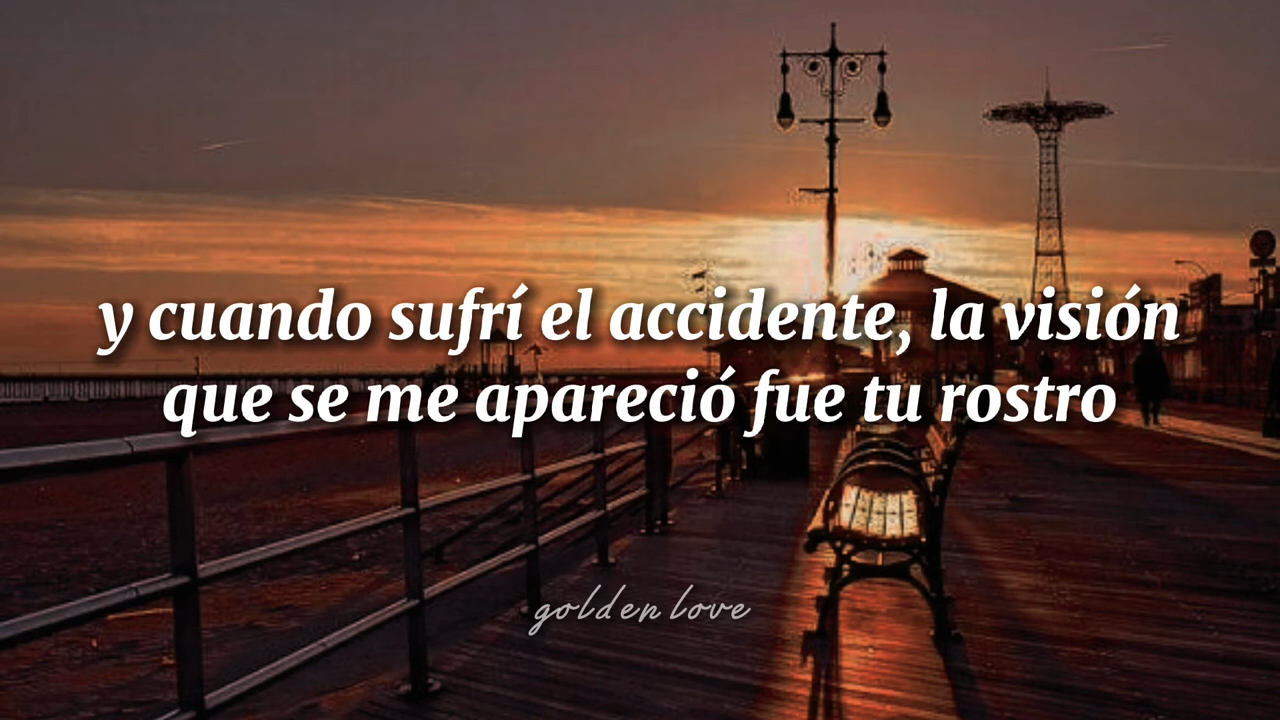 y cuando sufrí el accidente, la visión
que se me apareció fue tu rostro
golden love